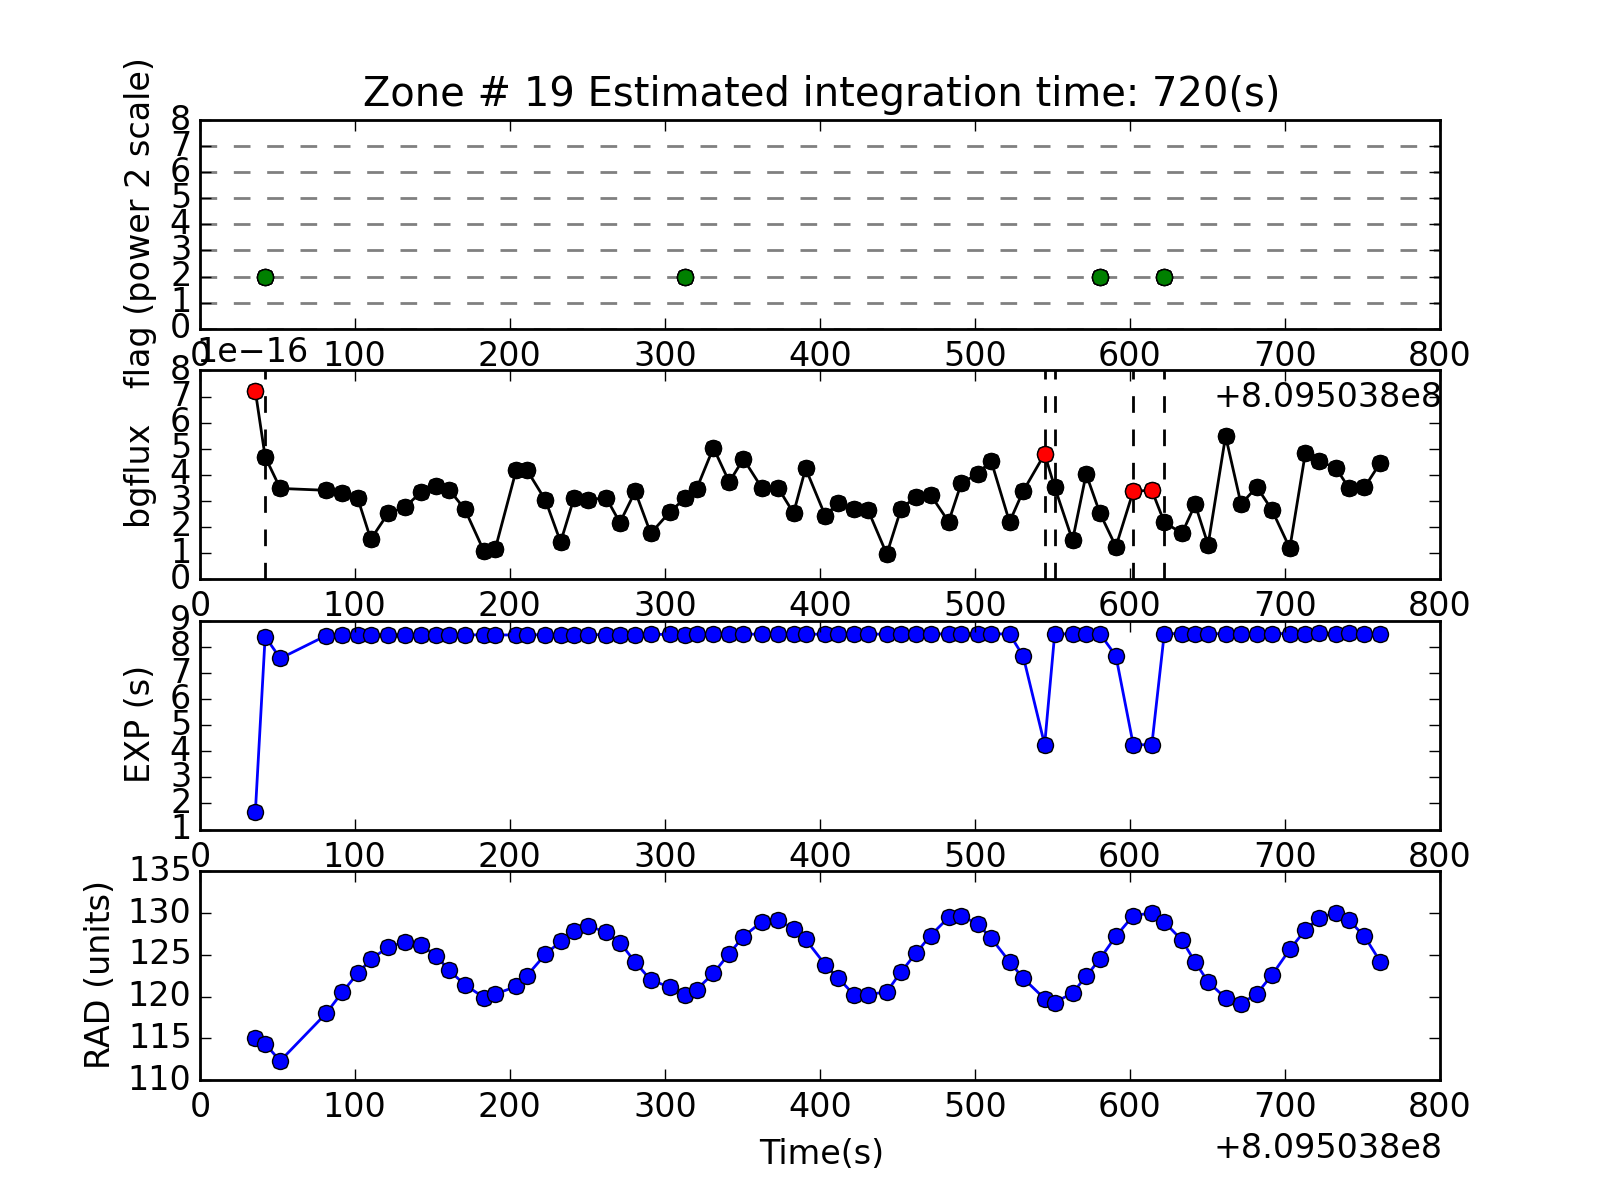 Zone # 19 Estimated integration time: 720(s)
flag (power 2 scale)
8
7
6
5
4
3
2
1
0
0 100 200 300 400 500 600 700 800
1e−16
+8.095038e8
bgflux
8
7
6
5
4
3
2
1
0
0 100 200 300 400 500 600 700 800
EXP (s)
9
8
7
6
5
4
3
2
1
0 100 200 300 400 500 600 700 800
RAD (units)
135
130
125
120
115
110
0 100 200 300 400 500 600 700 800
Time(s)
+8.095038e8